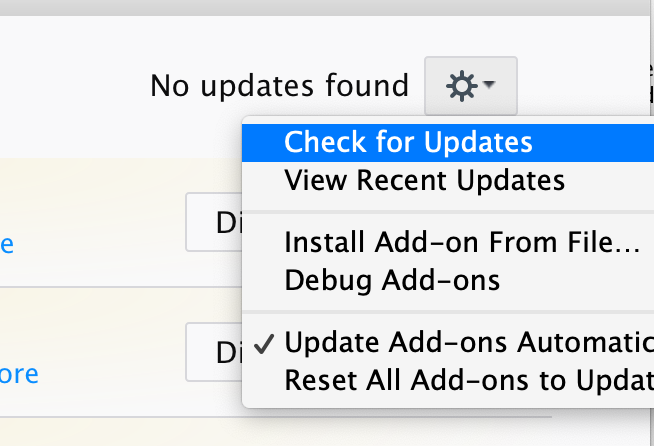 No updates found
Check for Updates
View Recent Updates
Install Add-on From File...
Debug Add-ons
✓ Update Add-ons Automatic
Reset All Add-ons to Updat
Di
e
Di
ore